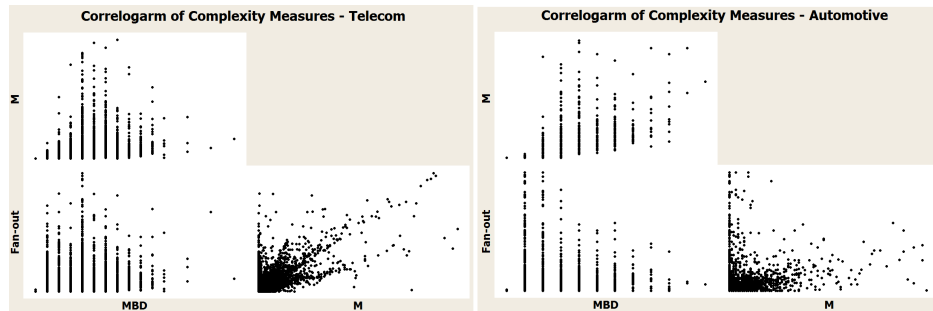 Correlogarm of Complexity Measures - Telecom
M
Fan-out
MBD
M
Correlogarm of Complexity Measures - Automotive
M
Fan-out
MBD
M